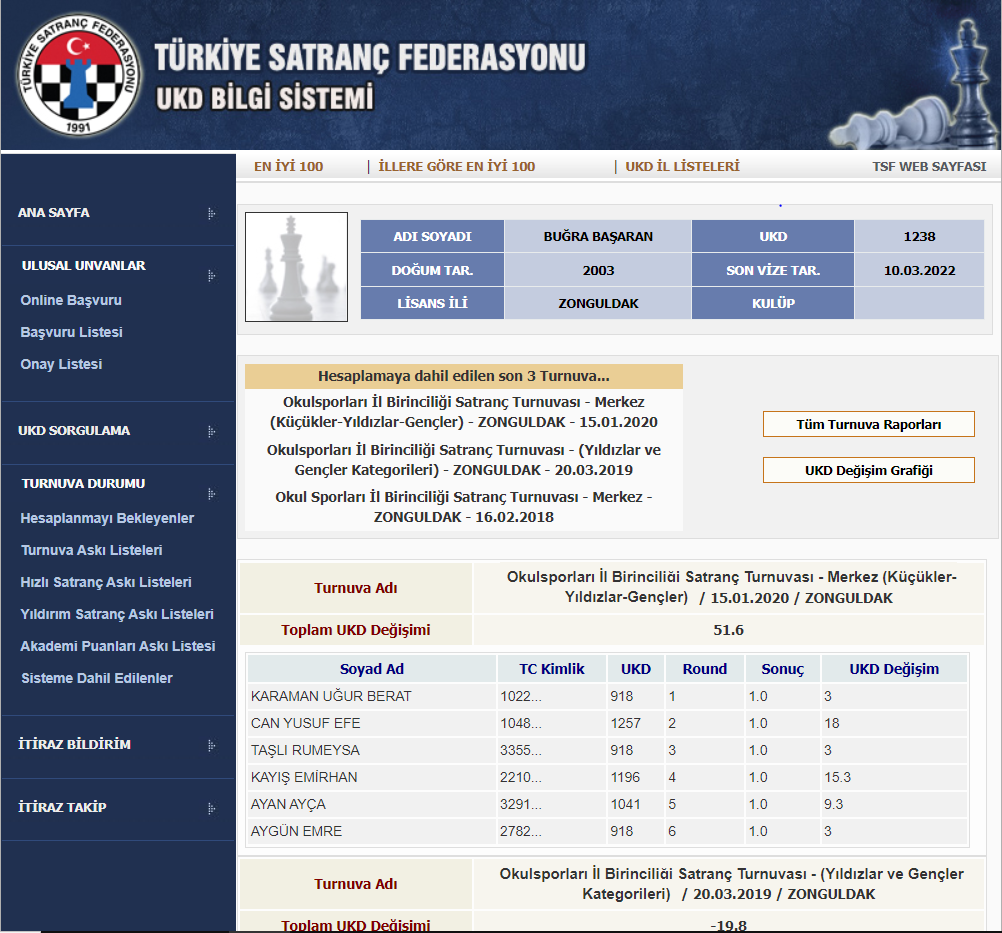 TÜRKİYE SATRANÇ FEDERASYONU
1991
TÜRKİYE SATRANÇ FEDERASYONU
UKD BİLGİ SİSTEMİ
EN İYİ 100 | İLLERE GÖRE EN İYİ 100 | UKD İL LİSTELERİ TSF WEB SAYFASI
ANA SAYFA
ULUSAL UNVANLAR
Online Başvuru
Başvuru Listesi
Onay Listesi
UKD SORGULAMA
TURNUVA DURUMU
Hesaplanmayı Bekleyenler
Turnuva Askı Listeleri
Hızlı Satranç Askı Listeleri
Yıldırım Satranç Askı Listeleri
Akademi Puanları Askı Listesi
Sisteme Dahil Edilenler
İTİRAZ BİLDİRİM
İTİRAZ TAKİP
ADI SOYADI BUĞRA BAŞARAN UKD 1238
DOĞUM TAR. 2003 SON VİZE TAR. 10.03.2022
LİSANS İLİ ZONGULDAK KULÜP
Hesaplamaya dahil edilen son 3 Turnuva...
Okulsporları İl Birinciliği Satranç Turnuvası - Merkez
(Küçükler-Yıldızlar-Gençler) - ZONGULDAK - 15.01.2020
Okulsporları İl Birinciliği Satranç Turnuvası - (Yıldızlar ve
Gençler Kategorileri) - ZONGULDAK - 20.03.2019
Okul Sporları İl Birinciliği Satranç Turnuvası - Merkez -
ZONGULDAK - 16.02.2018
Tüm Turnuva Raporları
UKD Değişim Grafiği
Turnuva Adı
Okulsporları İl Birinciliği Satranç Turnuvası - Merkez (Küçükler-
Yıldızlar-Gençler) / 15.01.2020 / ZONGULDAK
Toplam UKD Değişimi 51.6
Soyad Ad TC Kimlik UKD Round Sonuç UKD Değişim
KARAMAN UĞUR BERAT 1022... 918 1 1.0 3
CAN YUSUF EFE 1048... 1257 2 1.0 18
TAŞLI RUMEYSA 3355... 918 3 1.0 3
KAYIŞ EMİRHAN 2210... 1196 4 1.0 15.3
AYAN AYÇA 3291... 1041 5 1.0 9.3
AYGÜN EMRE 2782... 918 6 1.0 3
Turnuva Adı
Okulsporları İl Birinciliği Satranç Turnuvası - (Yıldızlar ve Gençler
Kategorileri) / 20.03.2019 / ZONGULDAK
Toplam UKD Değişimi -19.8